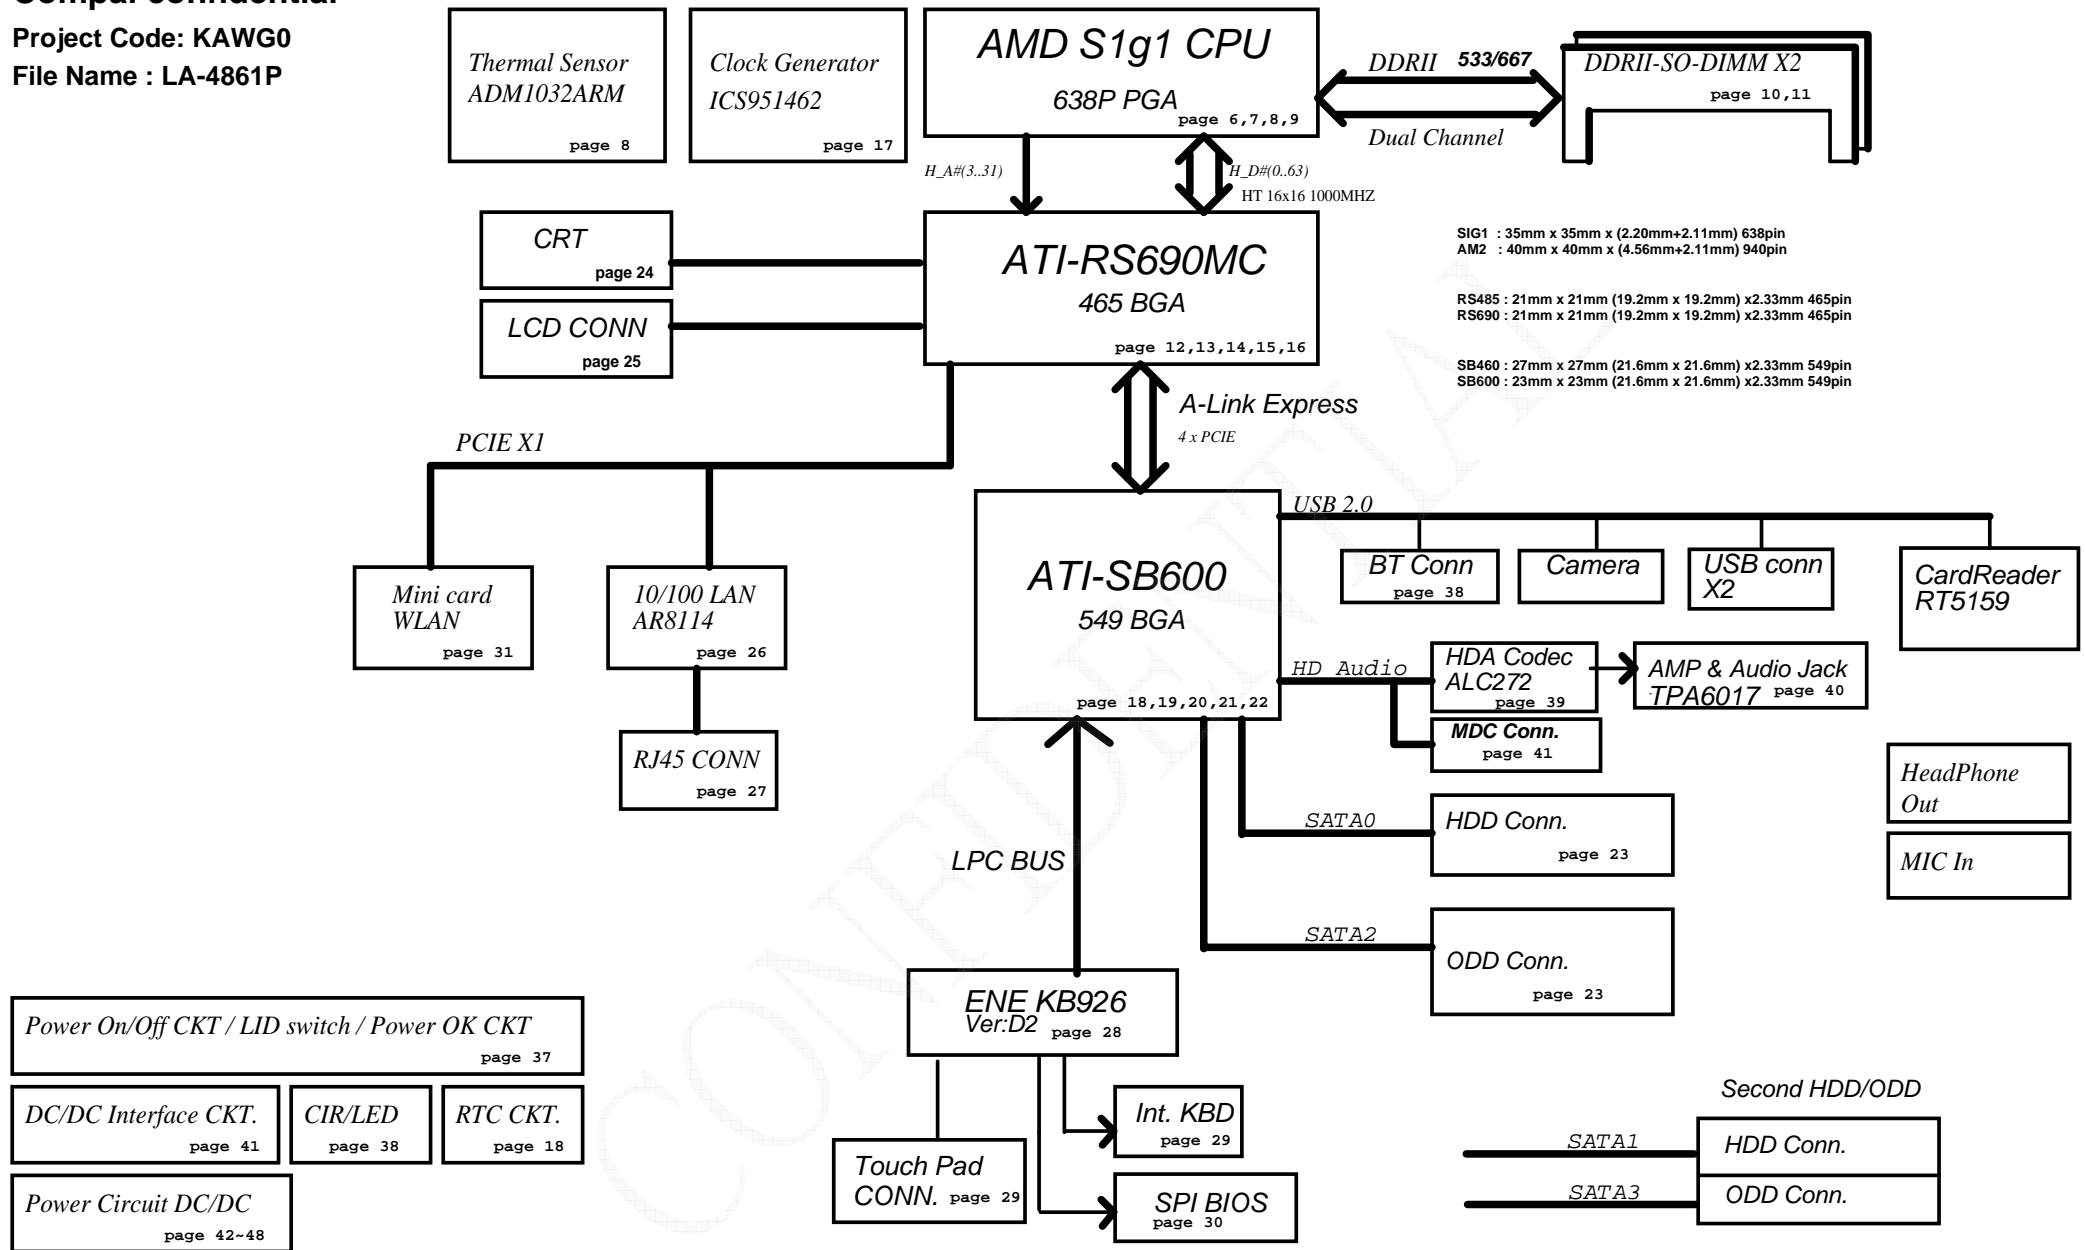 Compal confidential
Project Code: KAWG0
File Name : LA-4861P
Thermal Sensor
ADM1032ARM
page 8
Clock Generator
ICS951462
page 17
AMD S1g1 CPU
638P PGA
page 6,7,8,9
DDRII 533/667
Dual Channel
DDRII-SO-DIMM X2
page 10,11
H_A#(3..31)
H_D#(0..63)
HT 16x16 1000MHZ
CRT
page 24
LCD CONN
page 25
ATI-RS690MC
465 BGA
page 12,13,14,15,16
SIG1 : 35mm x 35mm x (2.20mm+2.11mm) 638pin
AM2 : 40mm x 40mm x (4.56mm+2.11mm) 940pin
RS485 : 21mm x 21mm (19.2mm x 19.2mm) x2.33mm 465pin
RS690 : 21mm x 21mm (19.2mm x 19.2mm) x2.33mm 465pin
SB460 : 27mm x 27mm (21.6mm x 21.6mm) x2.33mm 549pin
SB600 : 23mm x 23mm (21.6mm x 21.6mm) x2.33mm 549pin
A-Link Express
4 x PCIE
PCIE X1
Mini card
WLAN
page 31
10/100 LAN
AR8114
page 26
RJ45 CONN
page 27
ATI-SB600
549 BGA
page 18,19,20,21,22
USB 2.0
BT Conn
page 38
Camera
USB conn
X2
CardReader
RT5159
HD Audio
HDA Codec
ALC272
page 39
AMP & Audio Jack
TPA6017 page 40
MDC Conn.
page 41
HeadPhone
Out
MIC In
SATA0
HDD Conn.
page 23
SATA2
ODD Conn.
page 23
LPC BUS
ENE KB926
Ver:D2 page 28
Int. KBD
page 29
Touch Pad
CONN. page 29
SPI BIOS
page 30
Power On/Off CKT / LID switch / Power OK CKT
page 37
DC/DC Interface CKT.
page 41
CIR/LED
page 38
RTC CKT.
page 18
Power Circuit DC/DC
page 42~48
Second HDD/ODD
SATA1
HDD Conn.
SATA3
ODD Conn.
CONFIDENTIAL